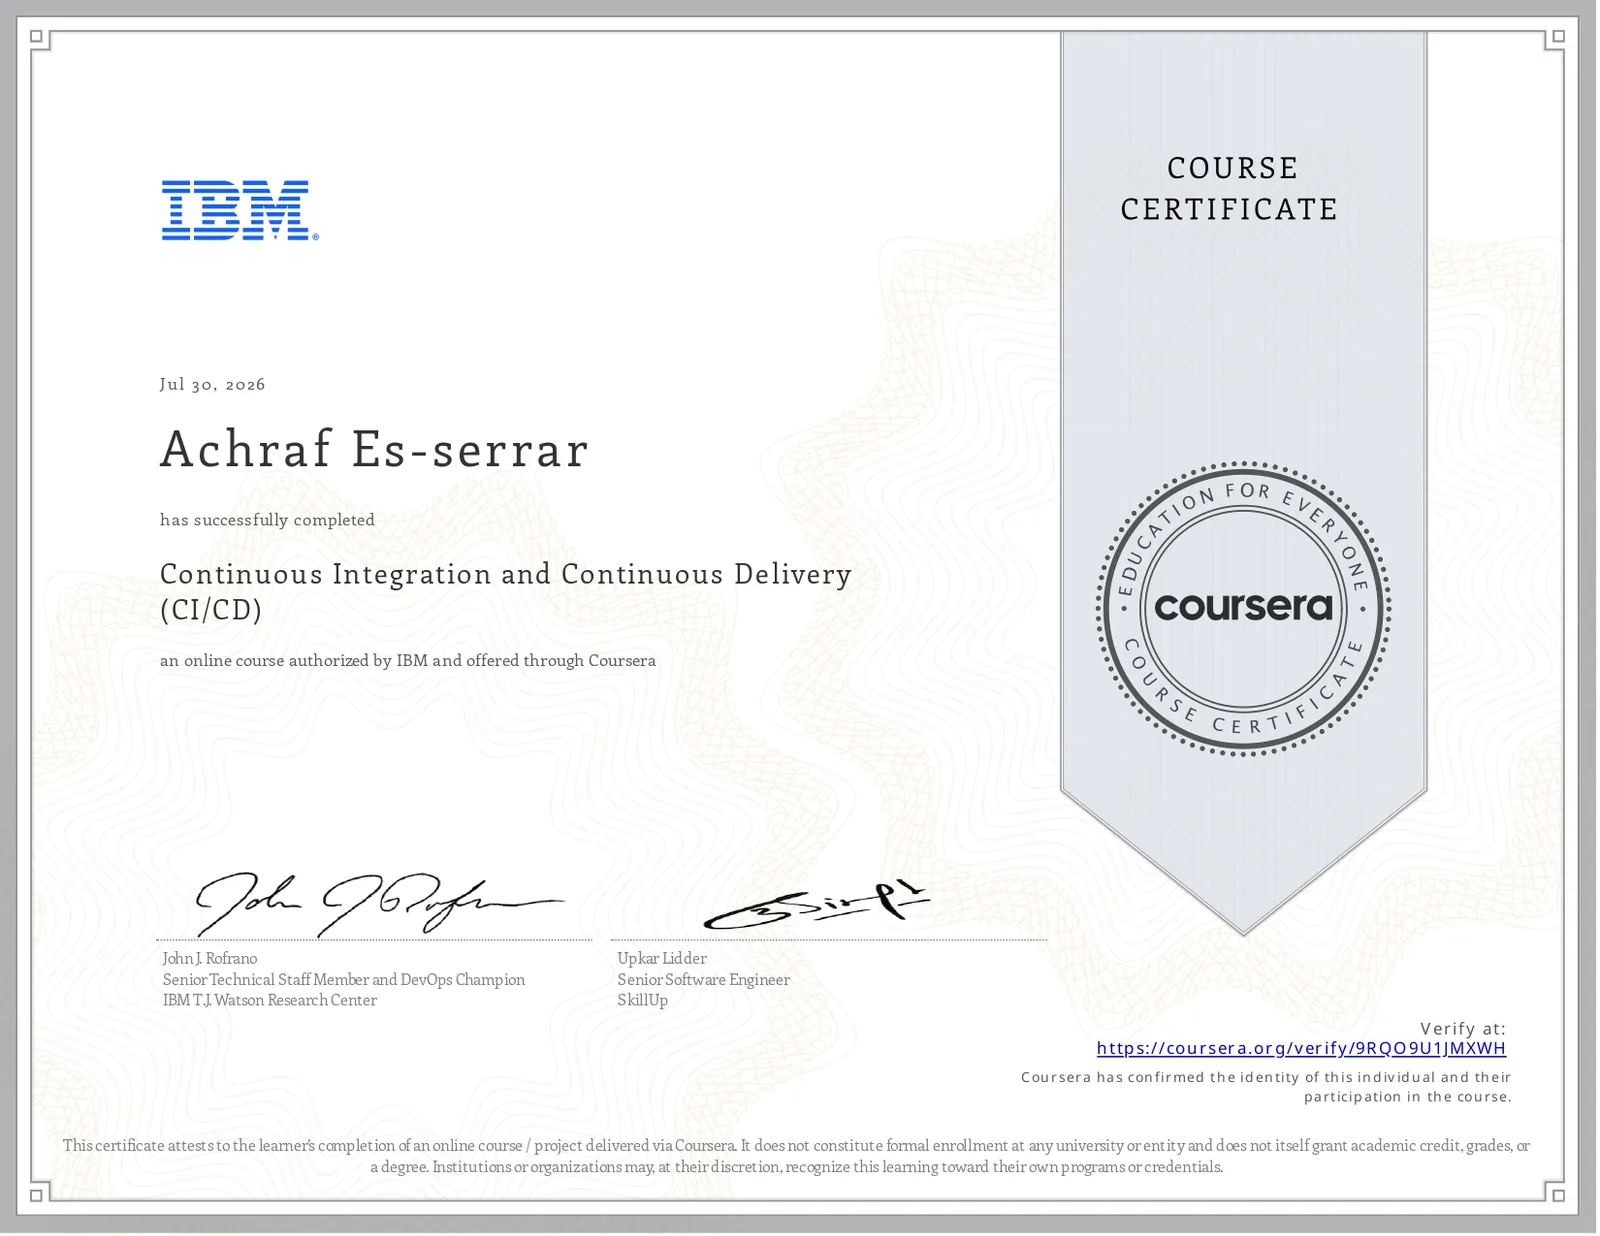 IBM®
COURSE
CERTIFICATE
Jul 30, 2026
Achraf Es-serrar
has successfully completed
Continuous Integration and Continuous Delivery
(CI/CD)
an online course authorized by IBM and offered through Coursera
EDUCATION FOR EVERYONE
coursera
COURSE CERTIFICATE
John J. Rofrano
Senior Technical Staff Member and DevOps Champion
IBM T.J. Watson Research Center
Upkar Lidder
Senior Software Engineer
SkillUp
Verify at:
https://coursera.org/verify/9RQO9U1JMXWH
Coursera has confirmed the identity of this individual and their
participation in the course.
This certificate attests to the learner's completion of an online course / project delivered via Coursera. It does not constitute formal enrollment at any university or entity and does not itself grant academic credit, grades, or
a degree. Institutions or organizations may, at their discretion, recognize this learning toward their own programs or credentials.